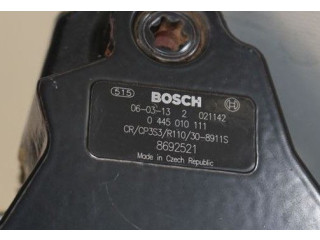 515 BOSCH
06-03-13 2 021142
0 445 010 111
CR/CP3S3/R110/30-8911S
8692521
Made in Czech Republic